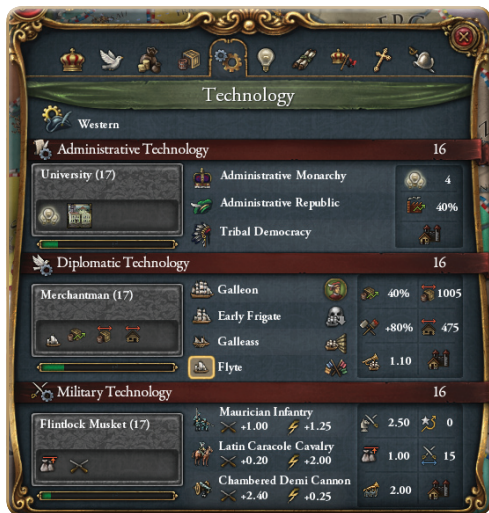 Technology
Western
Administrative Technology 16
University (17)
Administrative Monarchy
4
Administrative Republic
40%
Tribal Democracy
Diplomatic Technology 16
Merchantman (17)
Galleon
40% 1005
Early Frigate
+80% 475
Galleass
Flyte
1.10
Military Technology 16
Flintlock Musket (17)
Maurician Infantry
+1.00 +1.25
2.50 0
Latin Caracole Cavalry
+0.20 +2.00
1.00 15
Chambered Demi Cannon
+2.40 +0.25
2.00